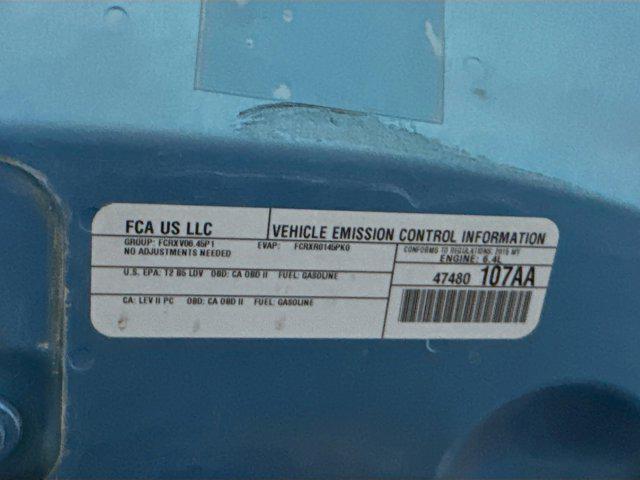 FCA US LLC
VEHICLE EMISSION CONTROL INFORMATION
GROUP: FCRXV06.45P1 EVAP: FCRXR0145PK0
NO ADJUSTMENTS NEEDED
CONFORMS TO REGULATIONS: 2015 MY
ENGINE: 6.4L
U.S. EPA: T2 B5 LDV OBD: CA OBD II FUEL: GASOLINE
47480 107AA
CA: LEV II PC OBD: CA OBD II FUEL: GASOLINE